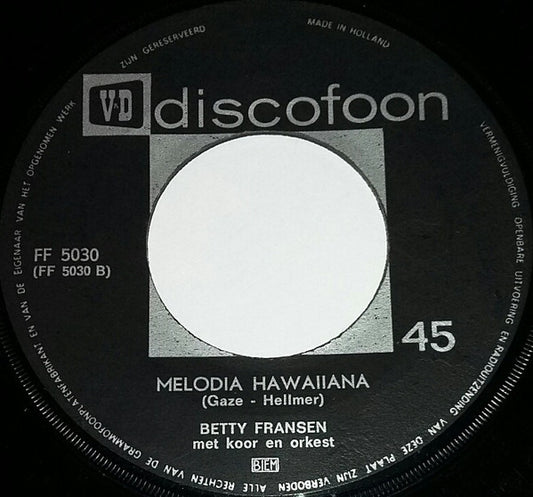 ALLE RECHTEN VAN DE GRAMMOFOONPLATENFABRIKANT EN VAN DE EIGENAAR VAN HET OPGENOMEN WERK ZIJN GERESERVEERD
MADE IN HOLLAND
VERMENIGVULDIGING OPENBARE UITVOERING EN RADIOUITZENDING VAN DEZE PLAAT ZIJN VERBODEN
V&D discofoon
FF 5030
(FF 5030 B)
45
MELODIA HAWAIIANA
(Gaze - Hellmer)
BETTY FRANSEN
met koor en orkest
BIEM